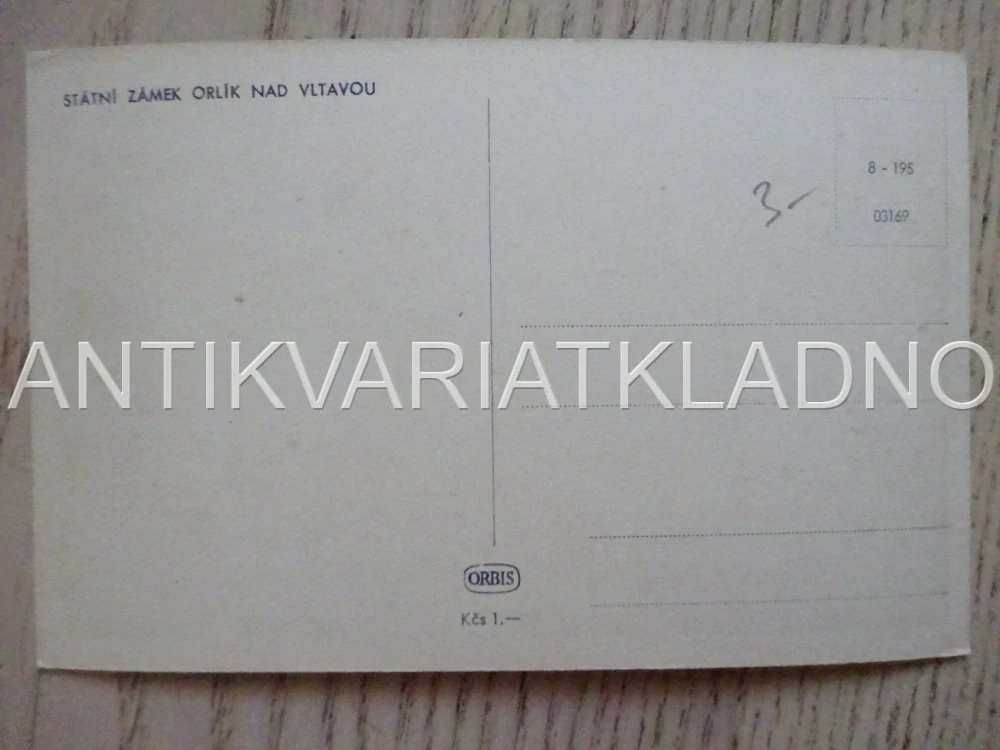 STÁTNÍ ZÁMEK ORLÍK NAD VLTAVOU
8 - 195
3-
03169
ANTIKVARIATKLADNO
ORBIS
Kčs 1.—